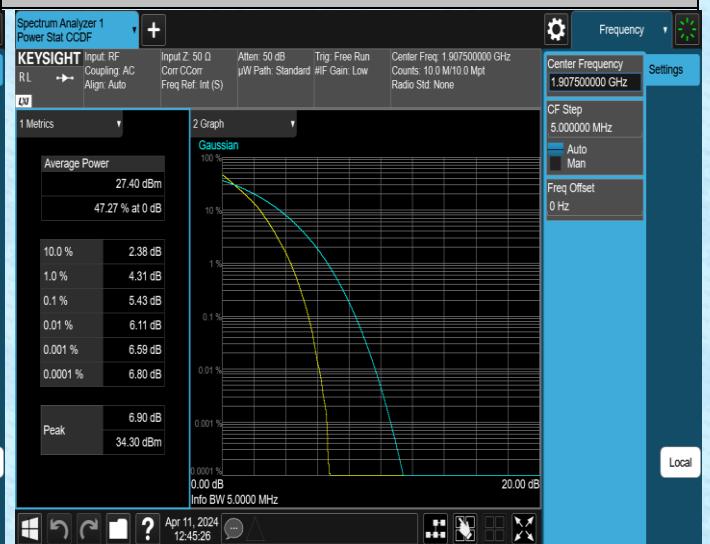 Spectrum Analyzer 1
Power Stat CCDF
+
Frequency
KEYSIGHT
RL
LXI
Input: RF
Coupling: AC
Align: Auto
Input Z: 50 Ω
Corr CCorr
Freq Ref: Int (S)
Atten: 50 dB
µW Path: Standard
Trig: Free Run
#IF Gain: Low
Center Freq: 1.907500000 GHz
Counts: 10.0 M/10.0 Mpt
Radio Std: None
Center Frequency
1.907500000 GHz
Settings
CF Step
5.000000 MHz
Auto
Man
Freq Offset
0 Hz
1 Metrics
Average Power
27.40 dBm
47.27 % at 0 dB
10.0 % 2.38 dB
1.0 % 4.31 dB
0.1 % 5.43 dB
0.01 % 6.11 dB
0.001 % 6.59 dB
0.0001 % 6.80 dB
Peak
6.90 dB
34.30 dBm
2 Graph
Gaussian
100 %
10 %
1 %
0.1 %
0.01 %
0.001 %
0.0001 %
0.00 dB
20.00 dB
Info BW 5.0000 MHz
Local
?
Apr 11, 2024
12:45:26